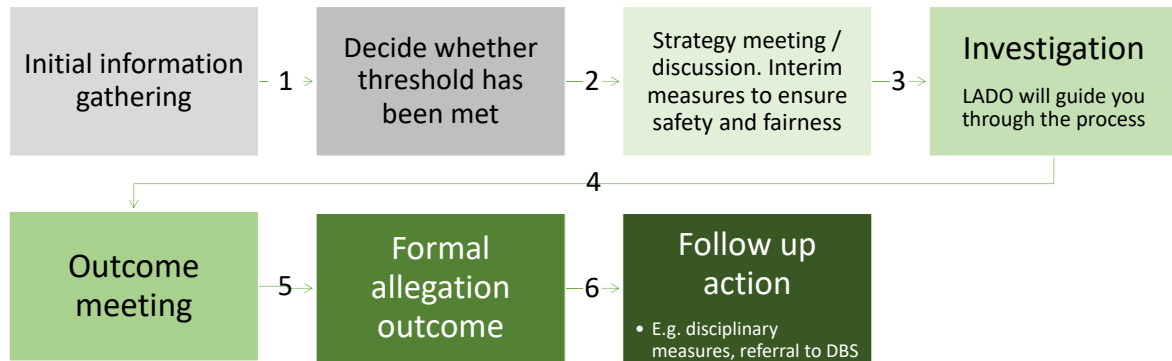 Initial information
gathering
1
Decide whether
threshold has
been met
2
Strategy meeting /
discussion. Interim
measures to ensure
safety and fairness
3
Investigation
LADO will guide you
through the process
4
Outcome
meeting
5
Formal
allegation
outcome
6
Follow up
action
• E.g. disciplinary
measures, referral to DBS